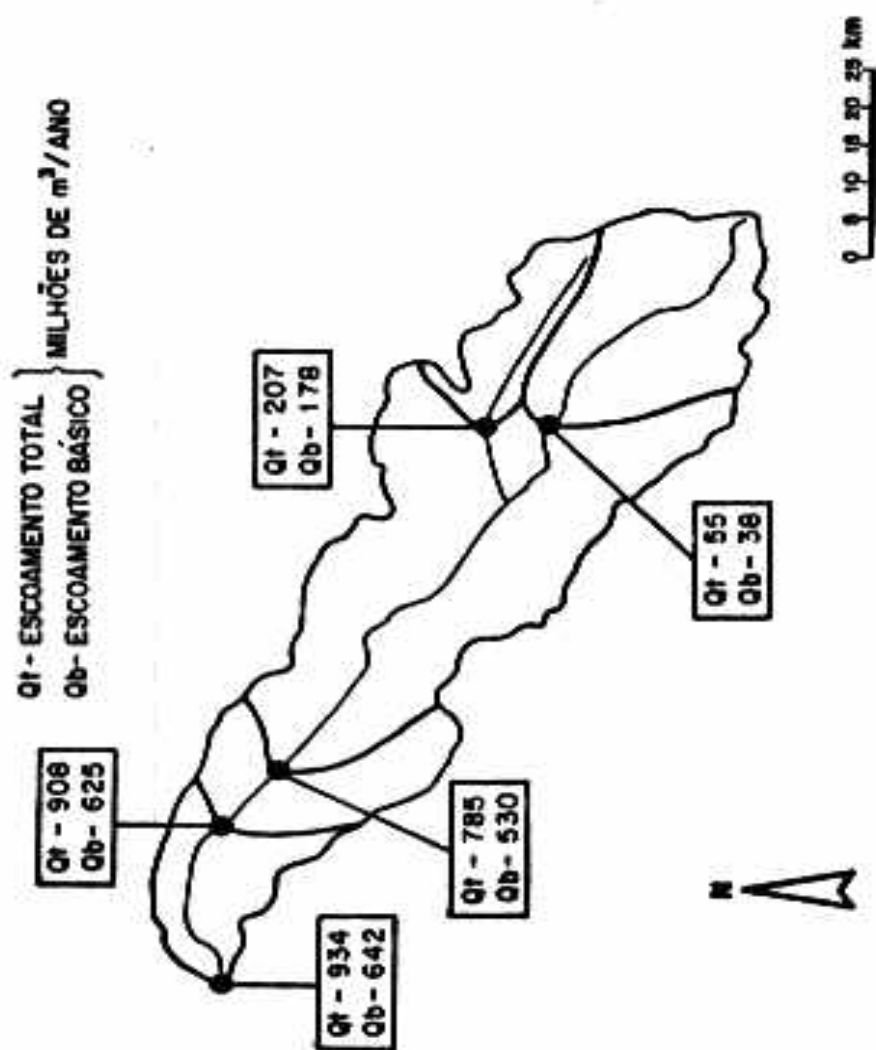 Qt - ESCOAMENTO TOTAL
Qb - ESCOAMENTO BÁSICO
MILHÕES DE m³/ANO
Qt - 908
Qb - 625
Qt - 207
Qb - 178
Qt - 934
Qb - 642
Qt - 785
Qb - 530
Qt - 55
Qb - 38
N
0 5 10 15 20 25 km